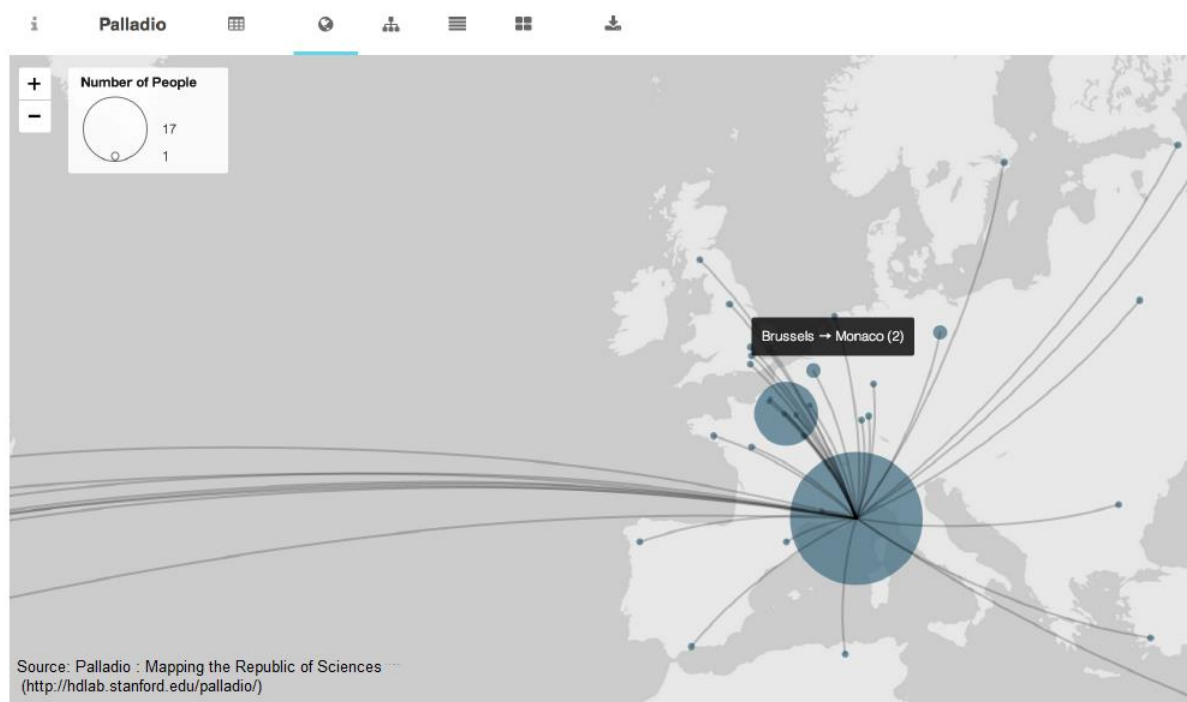 Palladio
+
−
Number of People
17
1
Brussels → Monaco (2)
Source: Palladio : Mapping the Republic of Sciences
(http://hdlab.stanford.edu/palladio/)